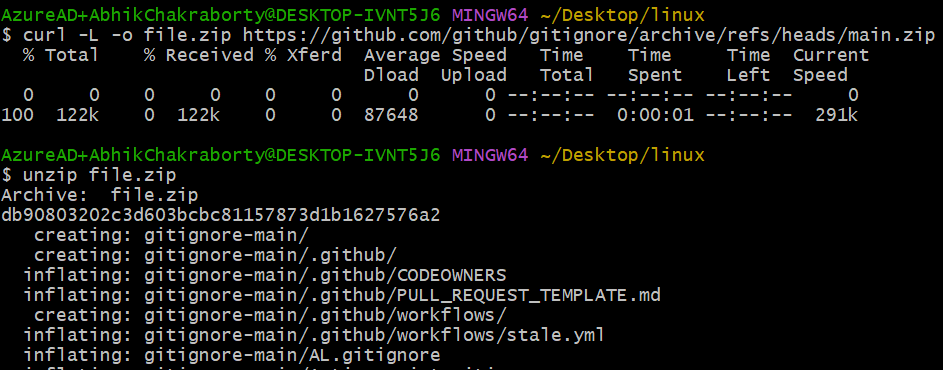 AzureAD+AbhikChakraborty@DESKTOP-IVNT5J6 MINGW64 ~/Desktop/linux
$ curl -L -o file.zip https://github.com/github/gitignore/archive/refs/heads/main.zip
  % Total    % Received % Xferd  Average Speed   Time    Time     Time  Current
                                 Dload  Upload   Total   Spent    Left  Speed
  0     0    0     0    0     0      0      0 --:--:-- --:--:-- --:--:--     0
100  122k    0  122k    0     0  87648      0 --:--:--  0:00:01 --:--:--  291k
AzureAD+AbhikChakraborty@DESKTOP-IVNT5J6 MINGW64 ~/Desktop/linux
$ unzip file.zip
Archive:  file.zip
db90803202c3d603bcbc81157873d1b1627576a2
   creating: gitignore-main/
   creating: gitignore-main/.github/
  inflating: gitignore-main/.github/CODEOWNERS
  inflating: gitignore-main/.github/PULL_REQUEST_TEMPLATE.md
   creating: gitignore-main/.github/workflows/
  inflating: gitignore-main/.github/workflows/stale.yml
  inflating: gitignore-main/AL.gitignore